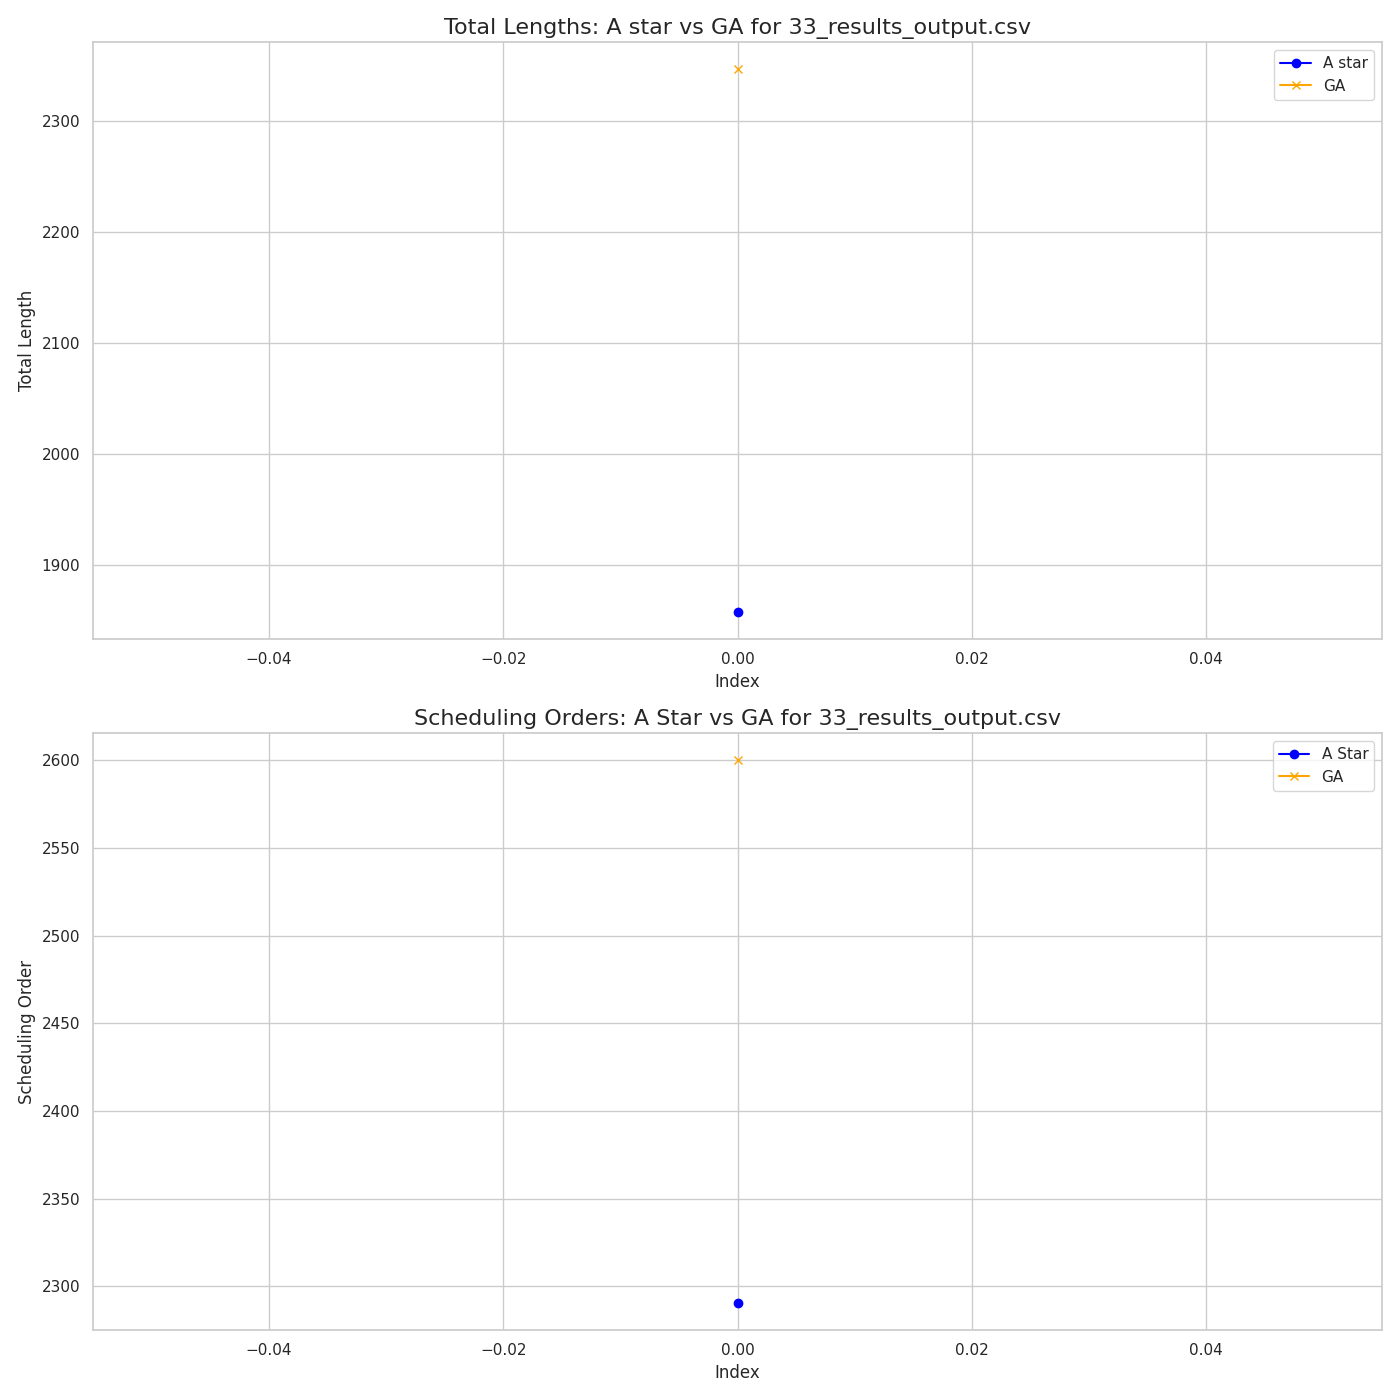 Total Lengths: A star vs GA for 33_results_output.csv
A star
GA
2300
2200
2100
2000
1900
Total Length
−0.04
−0.02
0.00
0.02
0.04
Index
Scheduling Orders: A Star vs GA for 33_results_output.csv
A Star
GA
2600
2550
2500
2450
2400
2350
2300
Scheduling Order
−0.04
−0.02
0.00
0.02
0.04
Index